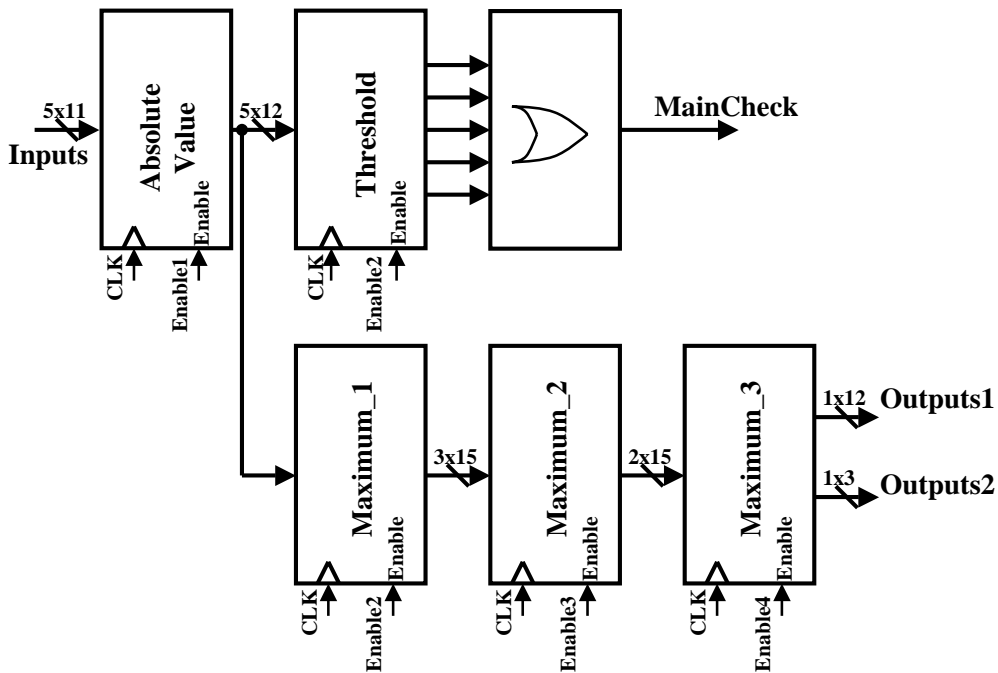 5x11
Inputs
Absolute
Value
CLK
Enable
Enable1
5x12
Threshold
CLK
Enable
Enable2
MainCheck
Maximum_1
CLK
Enable
Enable2
3x15
Maximum_2
CLK
Enable
Enable3
2x15
Maximum_3
CLK
Enable
Enable4
1x12
Outputs1
1x3
Outputs2